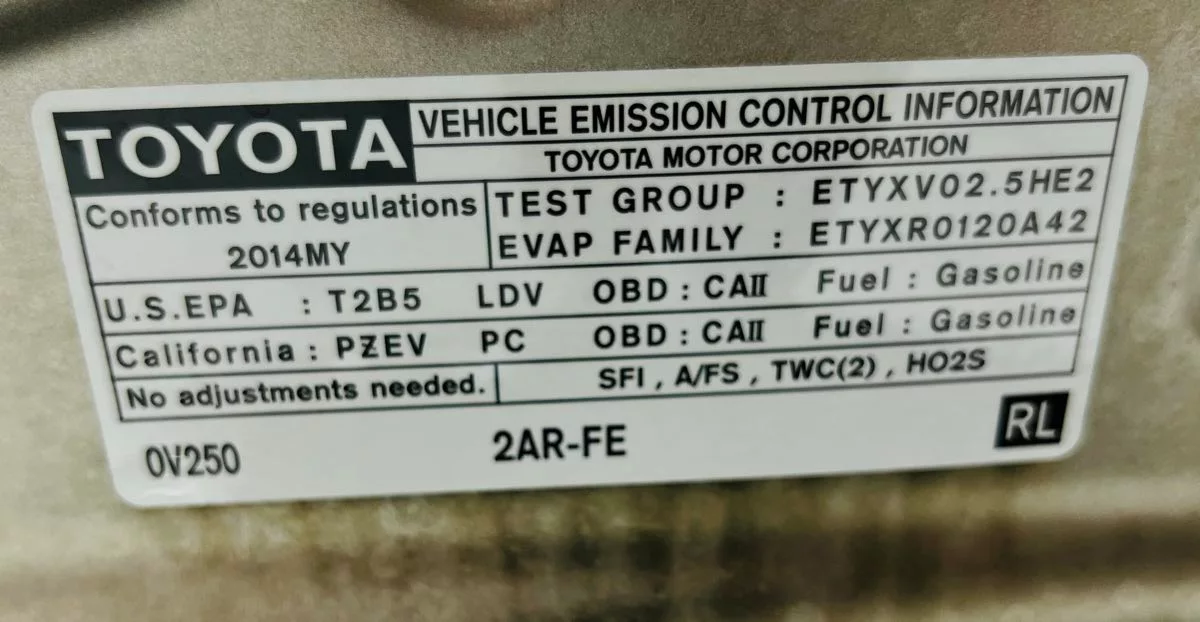 TOYOTA
VEHICLE EMISSION CONTROL INFORMATION
TOYOTA MOTOR CORPORATION
Conforms to regulations
2014MY
TEST GROUP : ETYXV02.5HE2
EVAP FAMILY : ETYXR0120A42
U.S.EPA : T2B5 LDV OBD : CAII Fuel : Gasoline
California : PZEV PC OBD : CAII Fuel : Gasoline
No adjustments needed.
SFI , A/FS , TWC(2) , HO2S
0V250
2AR-FE
RL